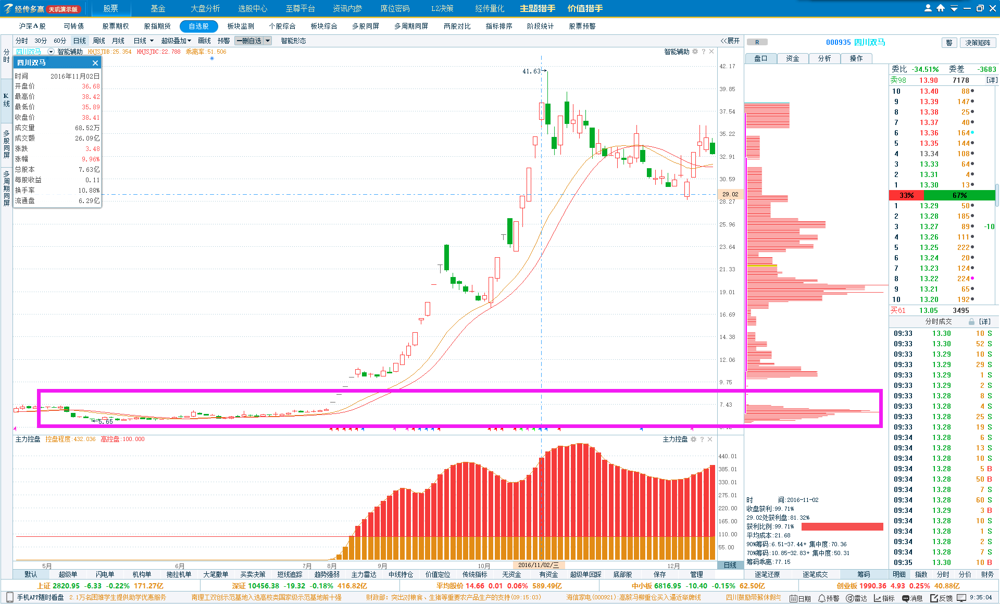 经传多赢 天玑演示版 股票 基金 大盘分析 选股中心 至尊平台 资讯内参 席位密码 L2决策 经传量化 主题猎手 价值猎手
沪深A股 可转债 股票期权 股指期货 自选股 板块监测 个股综合 板块综合 多股同屏 多周期同屏 两股对比 指标排序 阶段统计 股票预警
分时 30分 60分 日线 周线 月线 日线 超级叠加 画线 预警 一删自选 智能形态 <<展开
R 000935 四川双马 警 决策矩阵
四川双马 智能辅助 HHJSJDB:25.354 HHJSJDC:22.788 乖离率:51.506 智能辅助 ? ×
盘口 资金 分析 操作
分时
K线
多股同屏
多周期同屏
四川双马 ×
时间 2016年11月02日
开盘价 36.68
最高价 38.42
最低价 35.89
收盘价 38.41
成交量 68.52万
成交额 26.09亿
涨跌 3.48
涨幅 9.96%
总股本 7.63亿
每股收益 0.11
换手率 10.88%
流通盘 6.29亿
41.63
5.65
42.17
39.85
37.54
35.22
32.91
30.59
29.02
28.27
25.96
23.64
21.33
19.01
16.69
14.38
12.06
9.75
7.43
委比 -34.51% 委差 -3683
卖98 13.90 7178 [详]
10 13.40 88
9 13.39 147
8 13.38 25
7 13.37 40
6 13.36 164
5 13.35 144
4 13.34 108
3 13.33 64
2 13.31 4
1 13.30 13
33% 67%
1 13.29 50
2 13.28 185
3 13.27 89 -10
4 13.26 111
5 13.25 222
6 13.24 20
7 13.23 124
8 13.22 224
9 13.21 65
10 13.20 192
买61 13.05 3495
分时成交 [详]
09:33 13.30 10 S
09:33 13.30 52 S
09:33 13.29 10 S
09:33 13.29 29 S
09:33 13.29 1 S
09:33 13.29 2 S
09:33 13.28 8 S
09:33 13.28 4 S
09:33 13.28 25 S
09:33 13.28 19 S
09:34 13.28 6 S
09:34 13.28 13 S
09:34 13.28 10 S
09:34 13.28 5 B
09:34 13.28 50 B
09:34 13.28 7 S
09:34 13.28 60 S
09:34 13.29 3 B
09:34 13.28 10 S
09:34 13.28 1 S
09:34 13.28 2 S
09:34 13.28 7 S
09:35 13.30 10 B
主力控盘 控盘程度:432.036 高控盘:100.000 主力控盘 ? ×
440.01
385.01
330.01
275.01
220.00
165.00
110.00
55.00
时 间:2016-11-02
收盘获利:99.71%
29.02处获利盘:81.32%
获利比例:99.71%
平均成本:21.68
90%筹码:6.51-37.44+ 集中度:70.36
70%筹码:10.85-32.83+ 集中度:50.31
筹码乖离:77.15
5月 6月 7月 8月 9月 10月 2016/11/02/三 12月 日线
默认 超级单 闪电单 机构单 拖拉机单 大笔撤单 买卖决策 短线追踪 趋势强弱 主力雷达 中线持仓 价值定位 传统指标 无资金 有资金 超级单回踩 底部股 保存 管理 逐笔还原 逐笔成交 筹码 明细 指数 分时 分价 财务
上证 2820.95 -6.33 -0.22% 171.27亿 深证 10456.38 -19.32 -0.18% 416.82亿 平均股价 14.66 0.01 0.06% 589.49亿 中小板 6816.95 -10.40 -0.15% 62.50亿 创业板 1990.36 4.93 0.25% 40.88亿
手机APP随时看盘 2.1万名困难学生提供助学优惠服务 南理工双创示范基地入选高校类国家级示范基地前十强 财政部：突出对粮食、生猪等重要农产品生产的支持(09:15:03) 海信家电(000921):高毅冯柳重仓买入逼近举牌线 四川鼓励带薪休假与 日期 预警 雷达 指标 消息 反馈 9:35:04